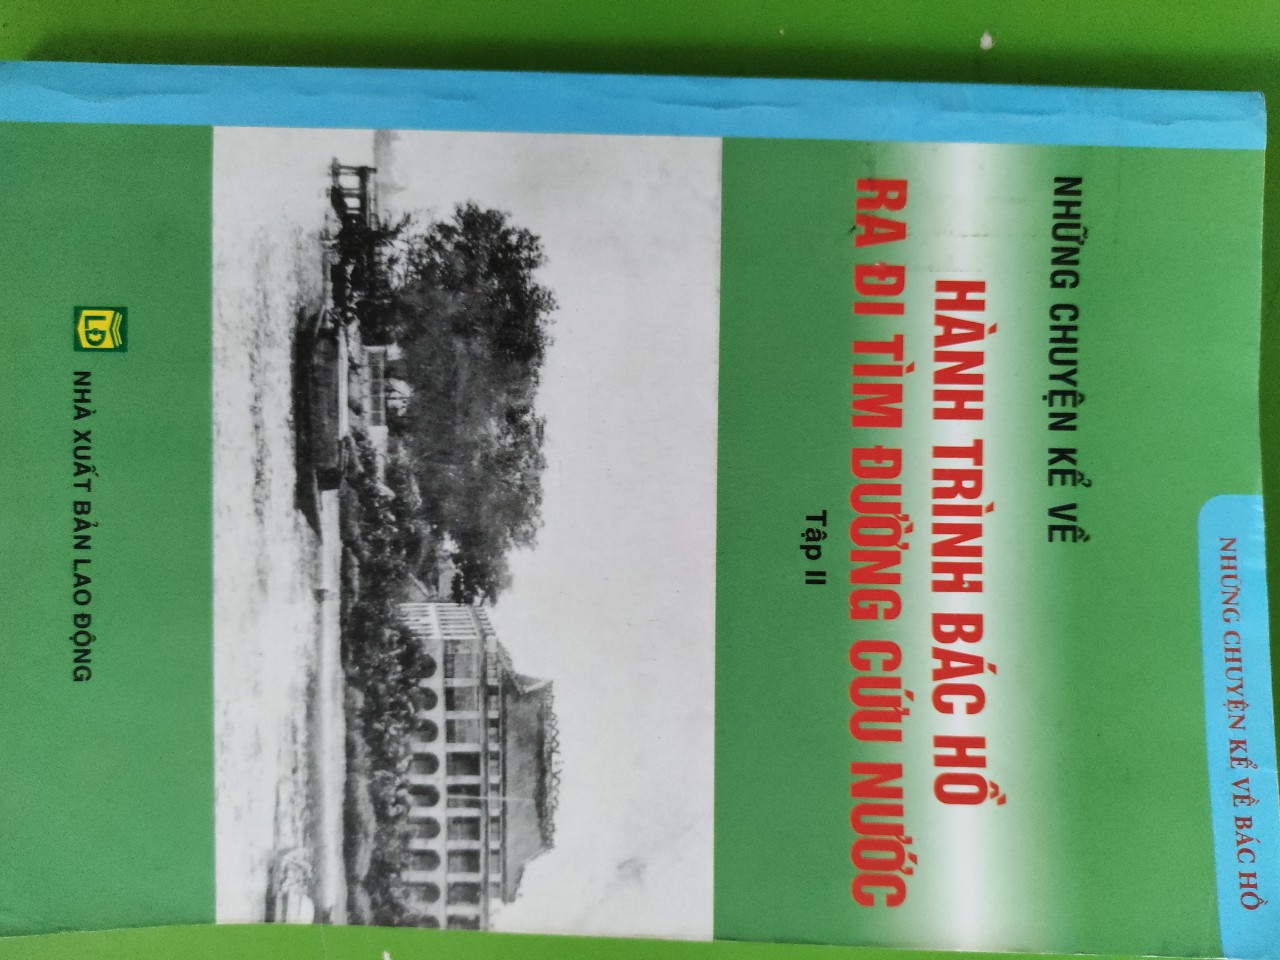 NHỮNG CHUYỆN KỂ VỀ BÁC HỒ
NHỮNG CHUYỆN KỂ VỀ
HÀNH TRÌNH BÁC HỒ
RA ĐI TÌM ĐƯỜNG CỨU NƯỚC
Tập II
LĐ
NHÀ XUẤT BẢN LAO ĐỘNG